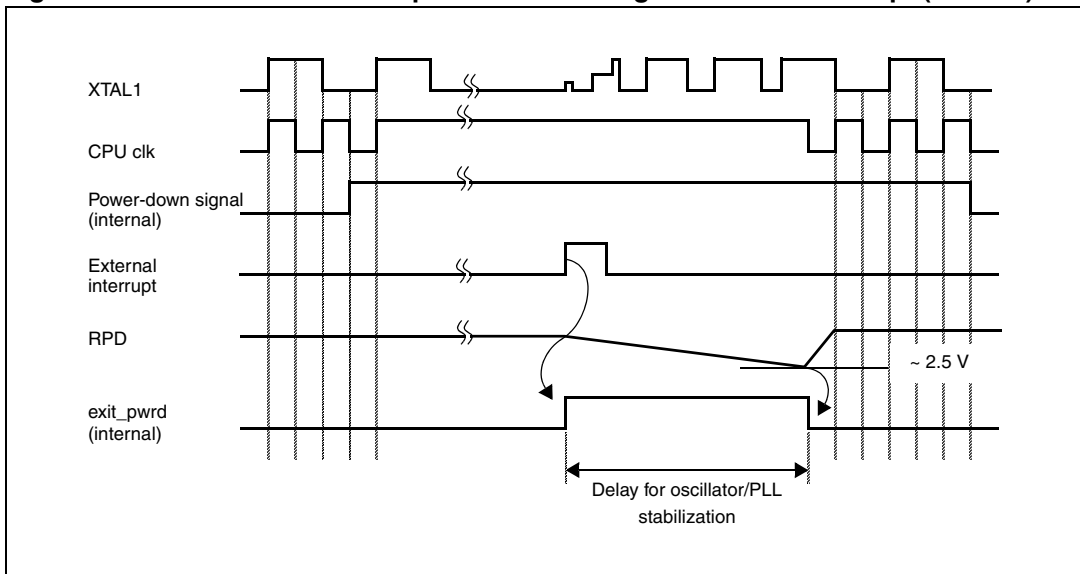 XTAL1
CPU clk
Power-down signal
(internal)
External
interrupt
RPD
~ 2.5 V
exit_pwrd
(internal)
Delay for oscillator/PLL
stabilization